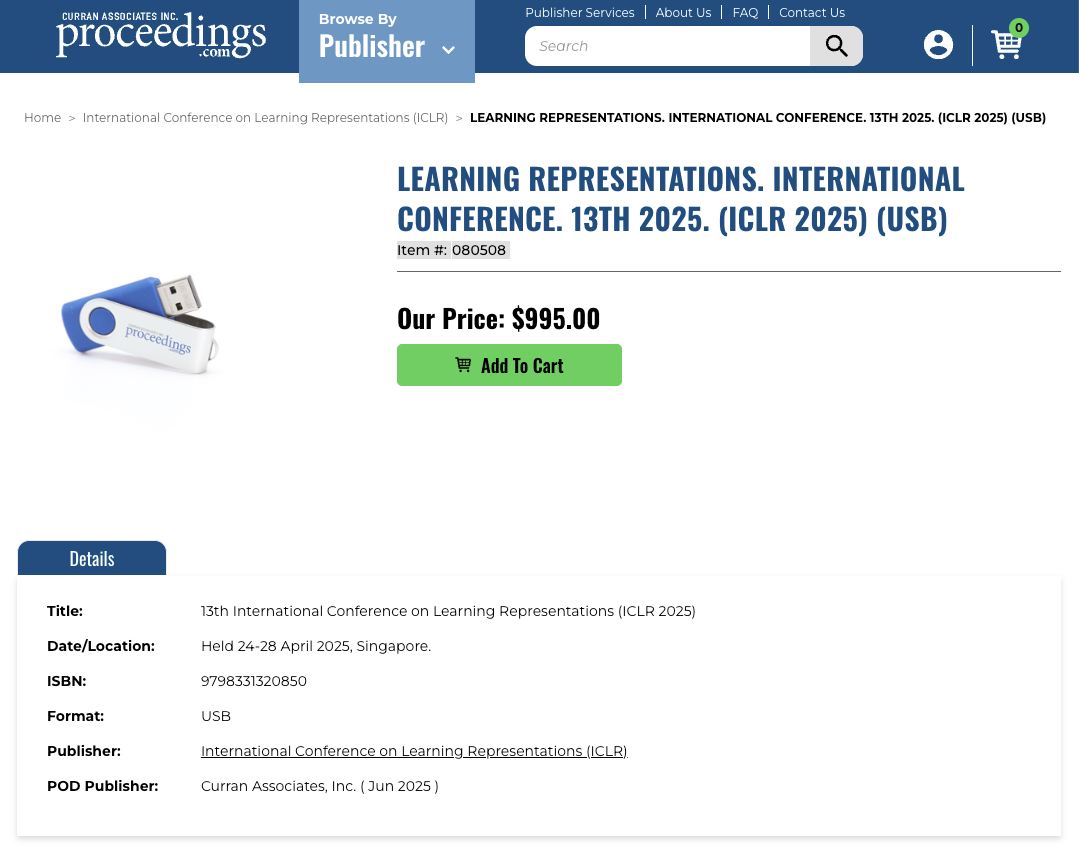 CURRAN ASSOCIATES INC.
proceedings
.com
Browse By
Publisher
Publisher Services
About Us
FAQ
Contact Us
Search
0
Home > International Conference on Learning Representations (ICLR) > LEARNING REPRESENTATIONS. INTERNATIONAL CONFERENCE. 13TH 2025. (ICLR 2025) (USB)
LEARNING REPRESENTATIONS. INTERNATIONAL
CONFERENCE. 13TH 2025. (ICLR 2025) (USB)
Item #: 080508
proceedings
Our Price: $995.00
Add To Cart
Details
Title: 13th International Conference on Learning Representations (ICLR 2025)
Date/Location: Held 24-28 April 2025, Singapore.
ISBN: 9798331320850
Format: USB
Publisher: International Conference on Learning Representations (ICLR)
POD Publisher: Curran Associates, Inc. ( Jun 2025 )